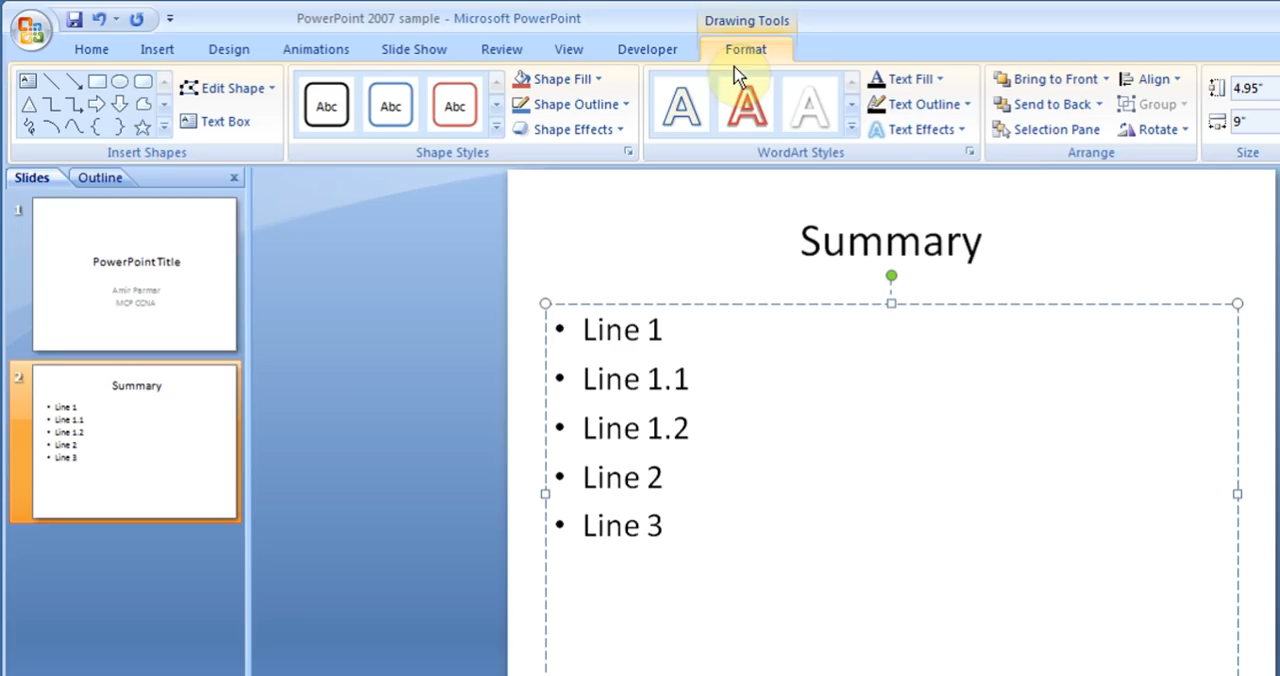 PowerPoint 2007 sample - Microsoft PowerPoint
Drawing Tools
Home Insert Design Animations Slide Show Review View Developer Format
Edit Shape
Text Box
Insert Shapes
Abc Abc Abc
Shape Fill
Shape Outline
Shape Effects
Shape Styles
A A A
Text Fill
Text Outline
Text Effects
WordArt Styles
Bring to Front
Send to Back
Selection Pane
Align
Group
Rotate
Arrange
4.95"
9"
Size
Slides Outline
1
PowerPoint Title
Amir Parmar
MCP CCNA
2
Summary
• Line 1
• Line 1.1
• Line 1.2
• Line 2
• Line 3
Summary
• Line 1
• Line 1.1
• Line 1.2
• Line 2
• Line 3